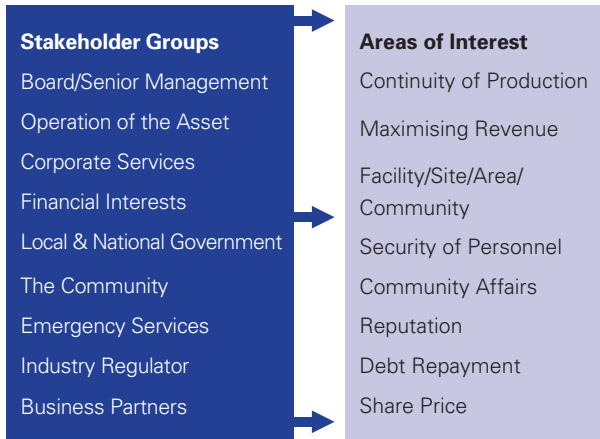 Stakeholder Groups
Board/Senior Management
Operation of the Asset
Corporate Services
Financial Interests
Local & National Government
The Community
Emergency Services
Industry Regulator
Business Partners
Areas of Interest
Continuity of Production
Maximising Revenue
Facility/Site/Area/
Community
Security of Personnel
Community Affairs
Reputation
Debt Repayment
Share Price